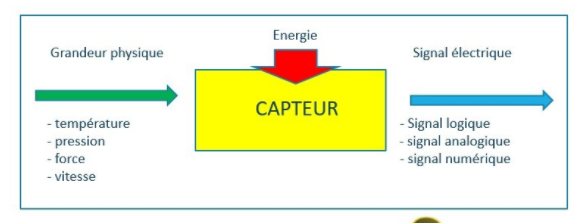 Energie
Grandeur physique
Signal électrique
CAPTEUR
- température
- pression
- force
- vitesse
- Signal logique
- signal analogique
- signal numérique